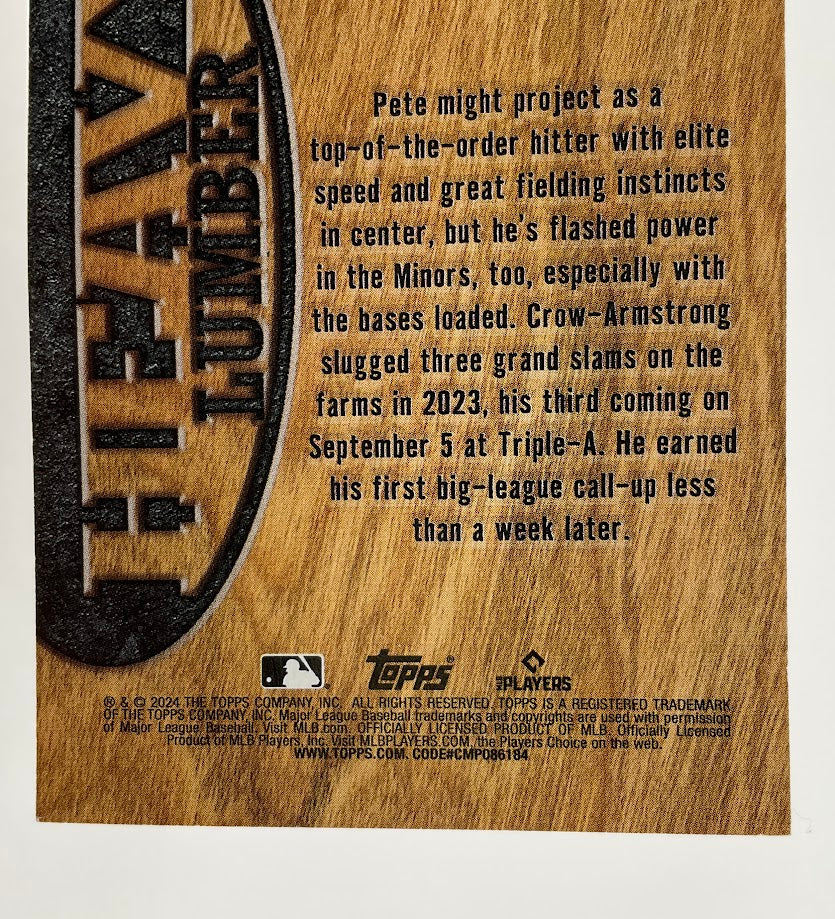 HEAVY
LUMBER
Pete might project as a
top-of-the-order hitter with elite
speed and great fielding instincts
in center, but he's flashed power
in the Minors, too, especially with
the bases loaded. Crow-Armstrong
slugged three grand slams on the
farms in 2023, his third coming on
September 5 at Triple-A. He earned
his first big-league call-up less
than a week later.
Topps®
MLB PLAYERS
® & © 2024 THE TOPPS COMPANY, INC. ALL RIGHTS RESERVED. TOPPS IS A REGISTERED TRADEMARK
OF THE TOPPS COMPANY, INC. Major League Baseball trademarks and copyrights are used with permission
of Major League Baseball. Visit MLB.com. OFFICIALLY LICENSED PRODUCT OF MLB. Officially Licensed
Product of MLB Players, Inc. Visit MLBPLAYERS.COM, the Players Choice on the web.
WWW.TOPPS.COM. CODE#CMP086184